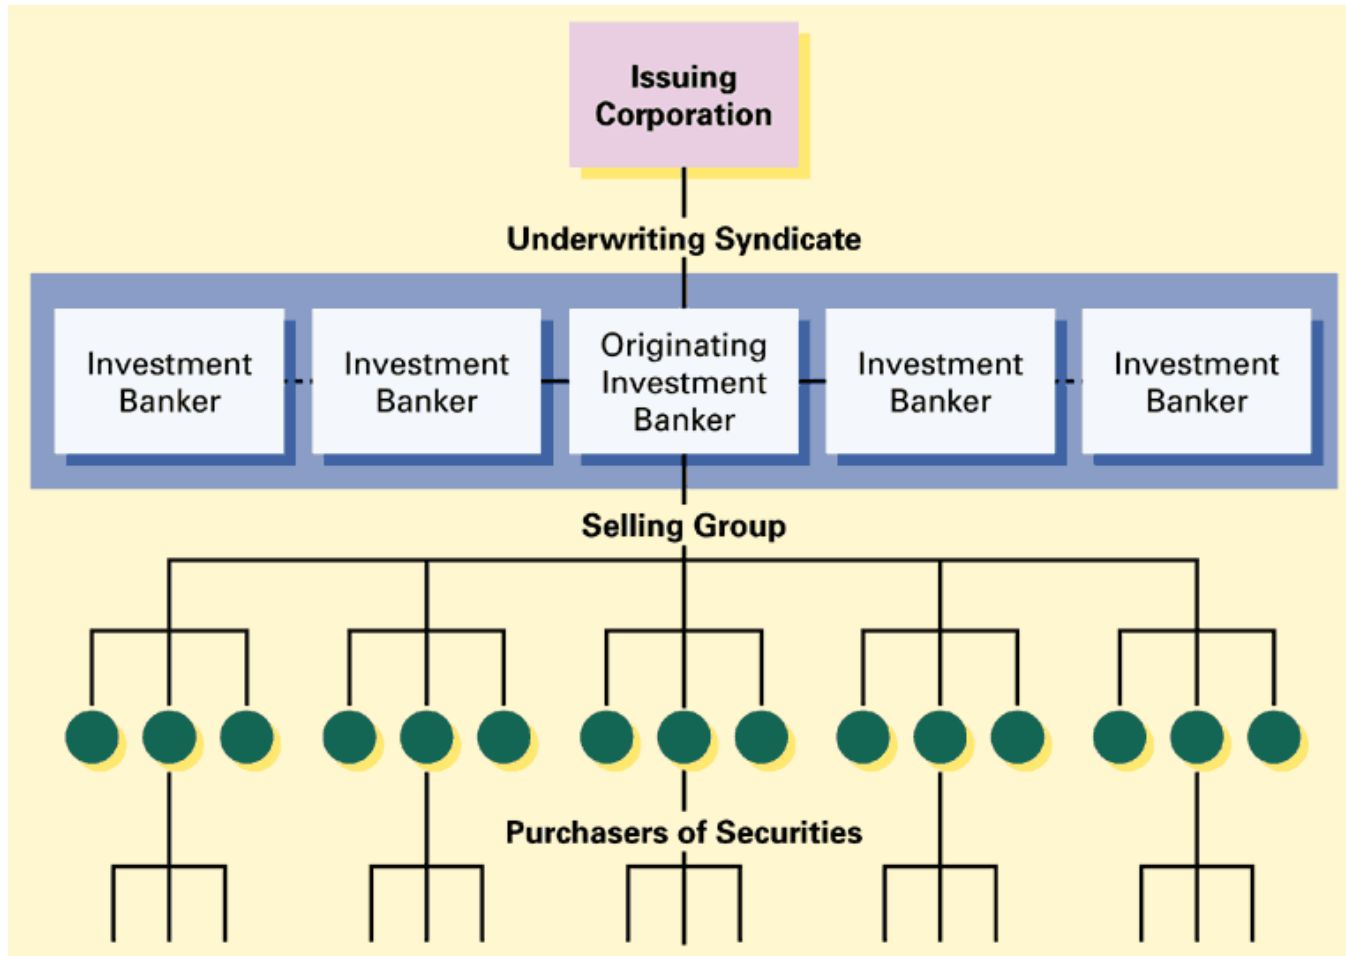 Issuing
Corporation
Underwriting Syndicate
Investment
Banker
Investment
Banker
Originating
Investment
Banker
Investment
Banker
Investment
Banker
Selling Group
Purchasers of Securities